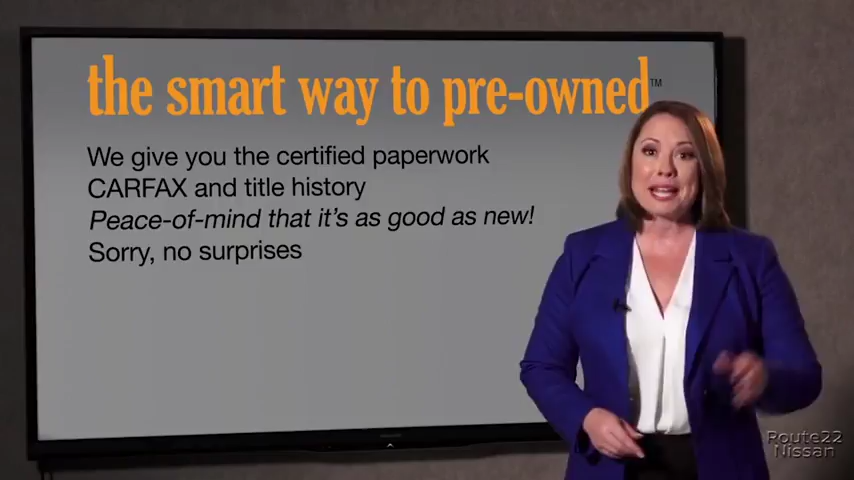 the smart way to pre-owned™
We give you the certified paperwork
CARFAX and title history
Peace-of-mind that it's as good as new!
Sorry, no surprises
Route22
Nissan